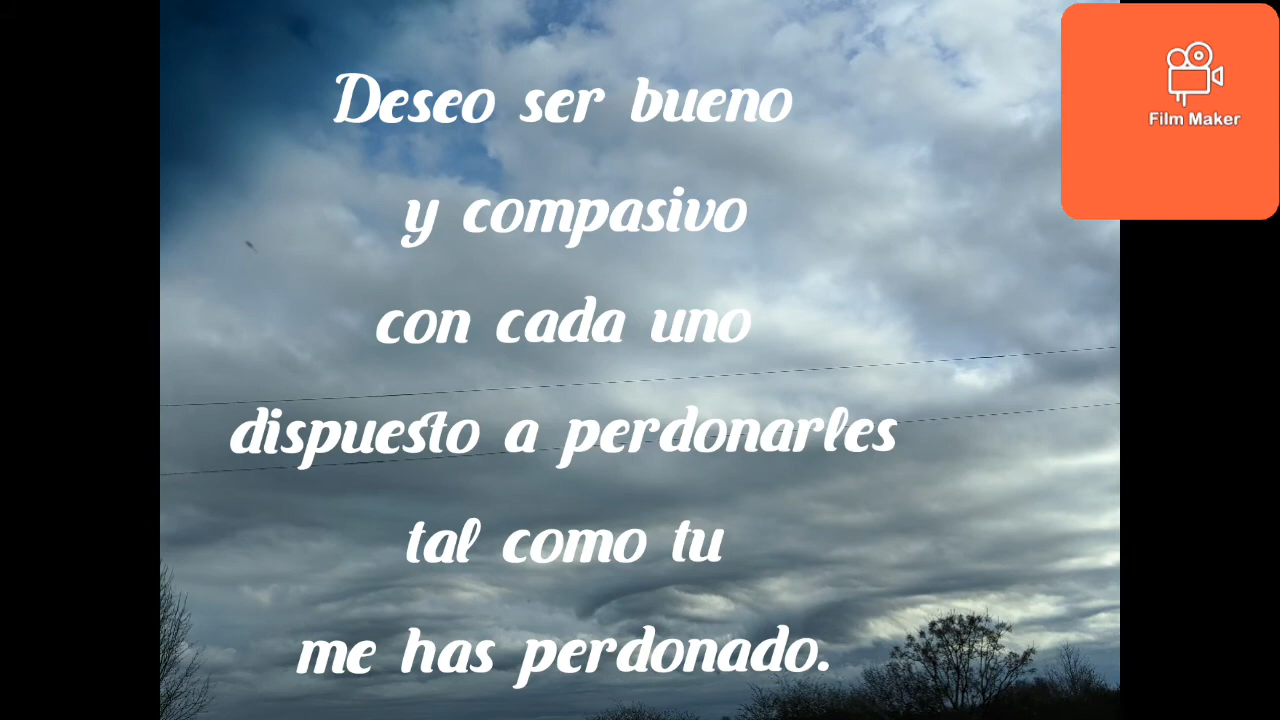 Deseo ser bueno
y compasivo
con cada uno
dispuesto a perdonarles
tal como tu
me has perdonado.
Film Maker